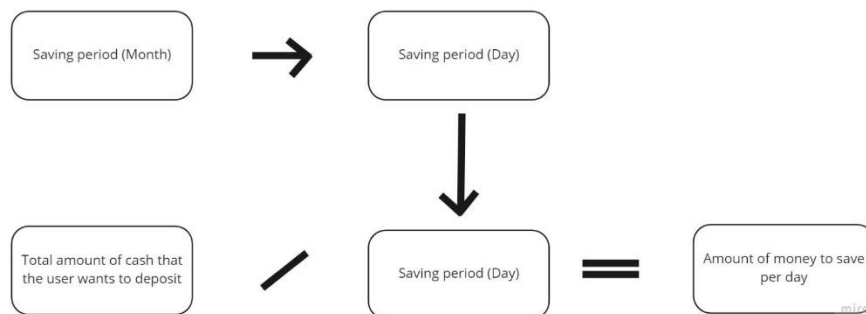 Saving period (Month)
Saving period (Day)
Total amount of cash that
the user wants to deposit
Saving period (Day)
Amount of money to save
per day
miro